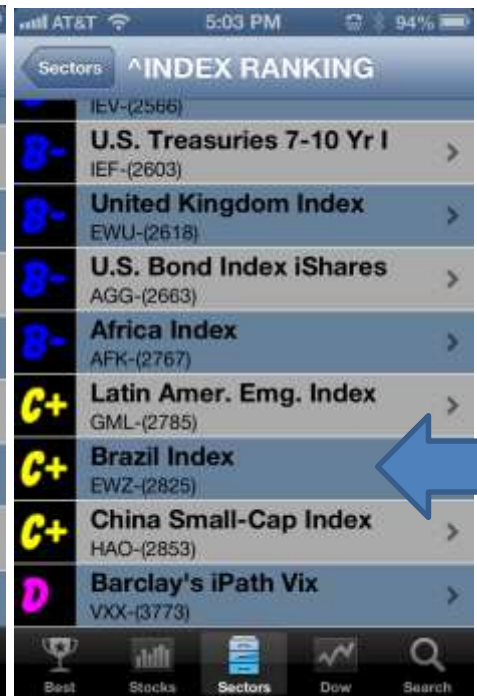 AT&T 5:03 PM 94%
Sectors ^INDEX RANKING
IEV-(2566)
B- U.S. Treasuries 7-10 Yr I
IEF-(2603)
B- United Kingdom Index
EWU-(2618)
B- U.S. Bond Index iShares
AGG-(2663)
B- Africa Index
AFK-(2767)
C+ Latin Amer. Emg. Index
GML-(2785)
C+ Brazil Index
EWZ-(2825)
C+ China Small-Cap Index
HAO-(2853)
D Barclay's iPath Vix
VXX-(3773)
Best Stocks Sectors Dow Search